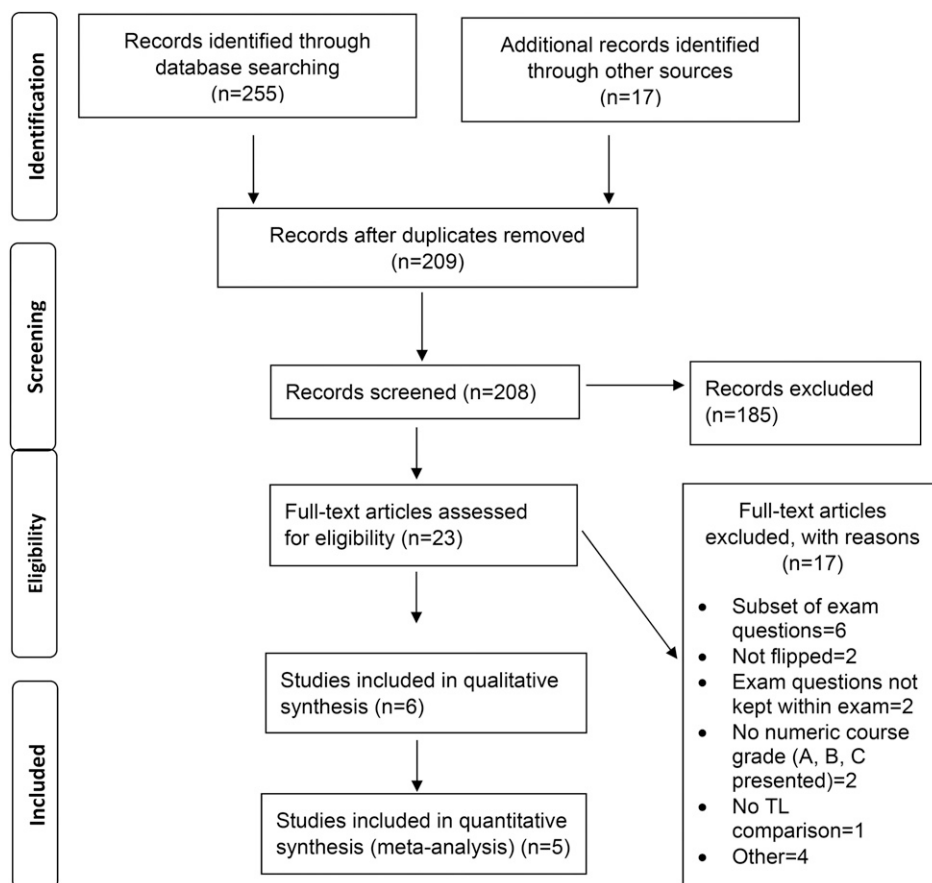 Identification
Records identified through
database searching
(n=255)
Additional records identified
through other sources
(n=17)
Records after duplicates removed
(n=209)
Screening
Records screened (n=208)
Records excluded
(n=185)
Eligibility
Full-text articles assessed
for eligibility (n=23)
Full-text articles
excluded, with reasons
(n=17)
• Subset of exam
questions=6
• Not flipped=2
• Exam questions not
kept within exam=2
• No numeric course
grade (A, B, C
presented)=2
• No TL
comparison=1
• Other=4
Included
Studies included in qualitative
synthesis (n=6)
Studies included in quantitative
synthesis (meta-analysis) (n=5)